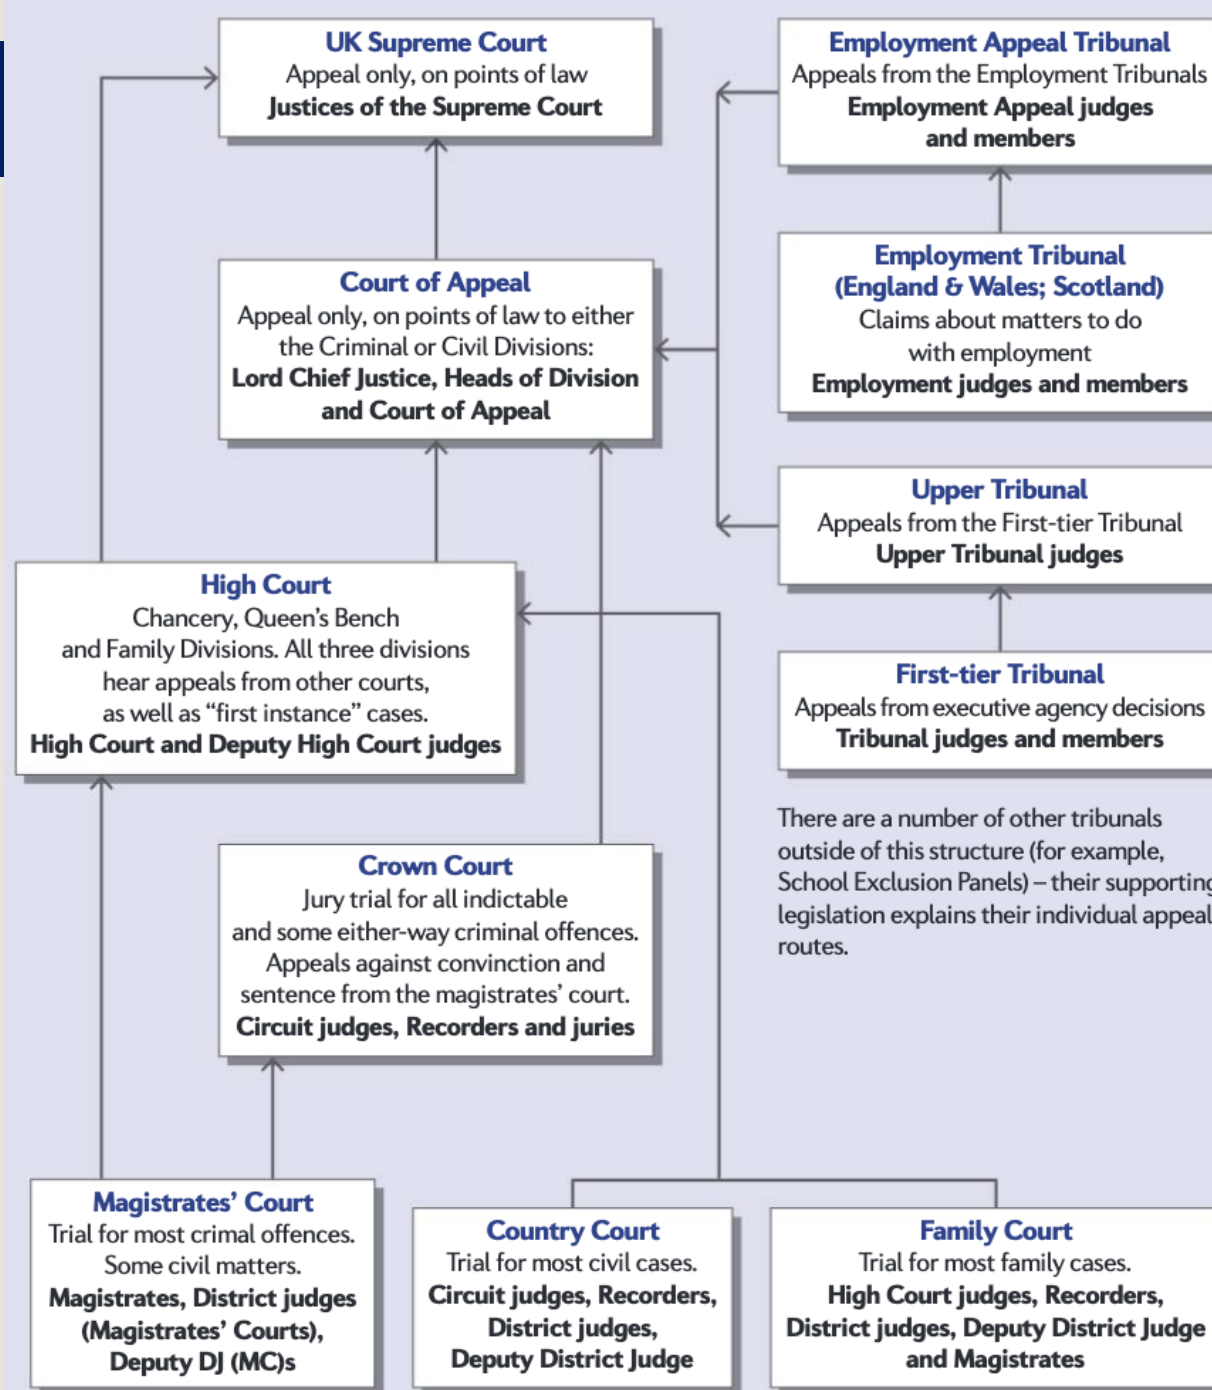 UK Supreme Court
Appeal only, on points of law
Justices of the Supreme Court
Employment Appeal Tribunal
Appeals from the Employment Tribunals
Employment Appeal judges
and members
Court of Appeal
Appeal only, on points of law to either
the Criminal or Civil Divisions:
Lord Chief Justice, Heads of Division
and Court of Appeal
Employment Tribunal
(England & Wales; Scotland)
Claims about matters to do
with employment
Employment judges and members
Upper Tribunal
Appeals from the First-tier Tribunal
Upper Tribunal judges
High Court
Chancery, Queen's Bench
and Family Divisions. All three divisions
hear appeals from other courts,
as well as “first instance” cases.
High Court and Deputy High Court judges
First-tier Tribunal
Appeals from executive agency decisions
Tribunal judges and members
There are a number of other tribunals
outside of this structure (for example,
School Exclusion Panels) – their supporting
legislation explains their individual appeal
routes.
Crown Court
Jury trial for all indictable
and some either-way criminal offences.
Appeals against convinction and
sentence from the magistrates' court.
Circuit judges, Recorders and juries
Magistrates' Court
Trial for most crimal offences.
Some civil matters.
Magistrates, District judges
(Magistrates' Courts),
Deputy DJ (MC)s
Country Court
Trial for most civil cases.
Circuit judges, Recorders,
District judges,
Deputy District Judge
Family Court
Trial for most family cases.
High Court judges, Recorders,
District judges, Deputy District Judge
and Magistrates